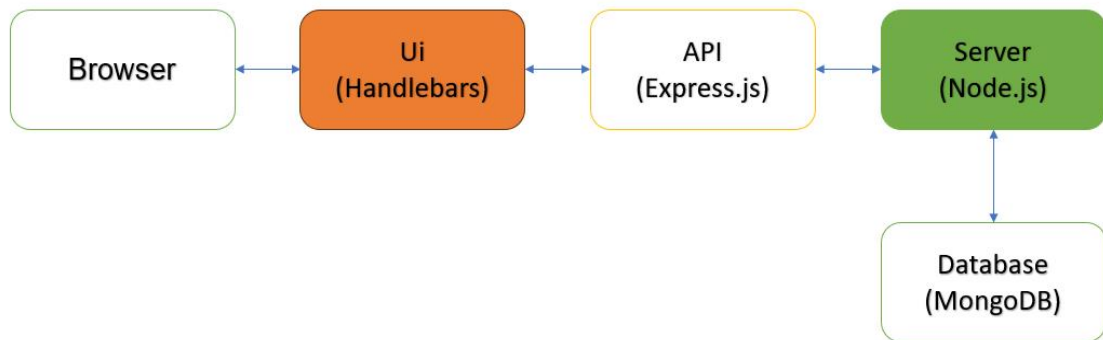 Browser
Ui
(Handlebars)
API
(Express.js)
Server
(Node.js)
Database
(MongoDB)